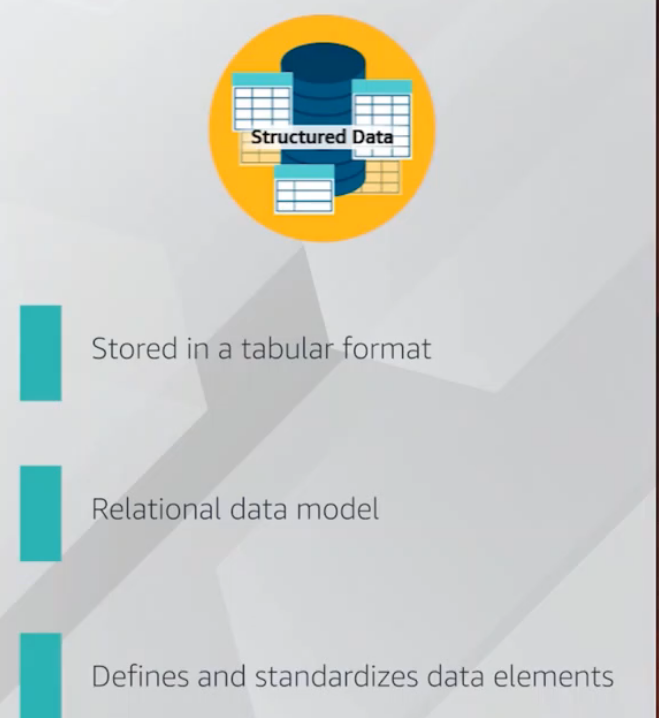 Structured Data
Stored in a tabular format
Relational data model
Defines and standardizes data elements